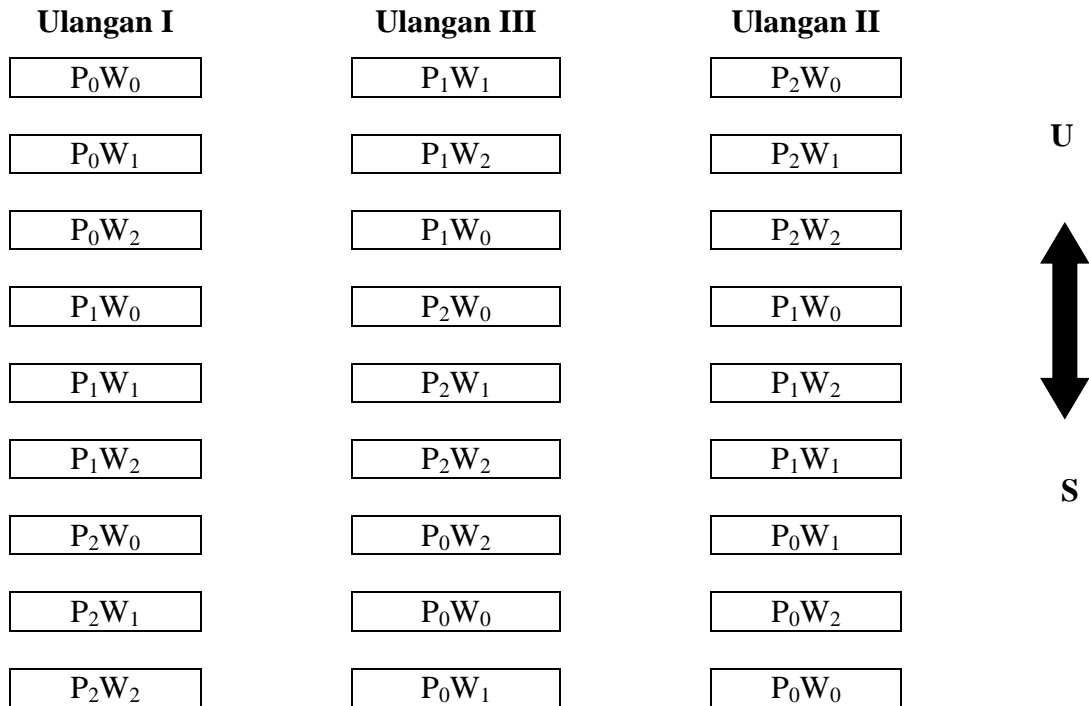 Ulangan I Ulangan III Ulangan II
P₀W₀ P₁W₁ P₂W₀
U
P₀W₁ P₁W₂ P₂W₁
P₀W₂ P₁W₀ P₂W₂
P₁W₀ P₂W₀ P₁W₀
P₁W₁ P₂W₁ P₁W₂
P₁W₂ P₂W₂ P₁W₁
S
P₂W₀ P₀W₂ P₀W₁
P₂W₁ P₀W₀ P₀W₂
P₂W₂ P₀W₁ P₀W₀